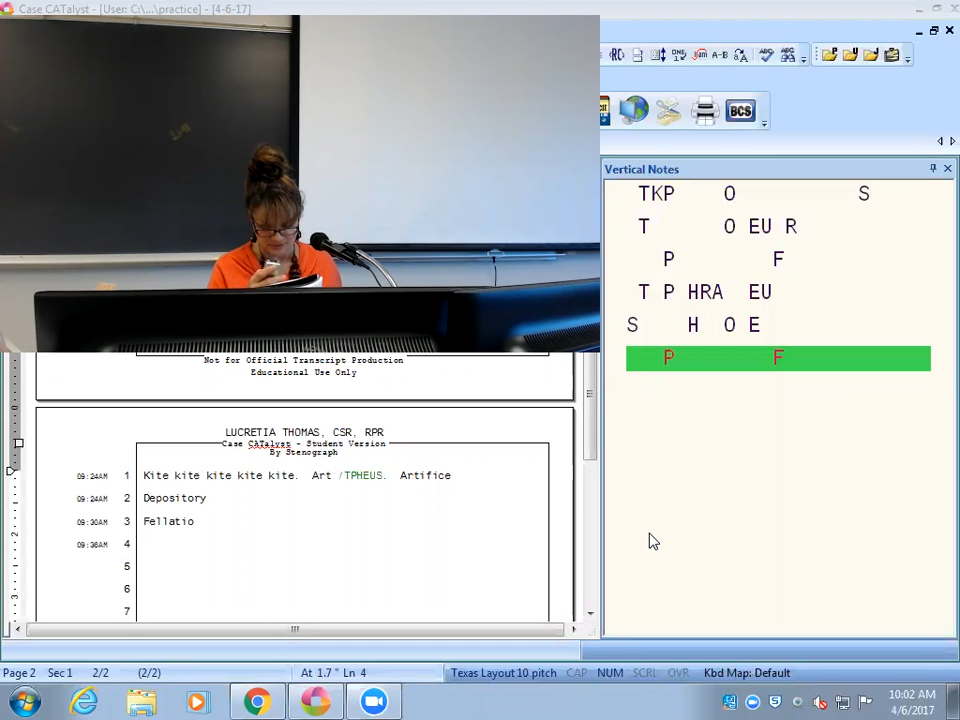 Case CATalyst - [User: C:\...\practice] - [4-6-17]
BCS
Vertical Notes
TKP O S
T O EU R
P F
T P HRA EU
S H O E
P F
Not for Official Transcript Production
Educational Use Only
LUCRETIA THOMAS, CSR, RPR
Case CATalyst - Student Version
By Stenograph
09:24AM 1 Kite kite kite kite kite. Art /TPHEUS. Artifice
09:24AM 2 Depository
09:30AM 3 Fellatio
09:36AM 4
5
6
7
Page 2 Sec 1 2/2 (2/2) At 1.7" Ln 4 Texas Layout 10 pitch CAP NUM SCRL OVR Kbd Map: Default
10:02 AM
4/6/2017